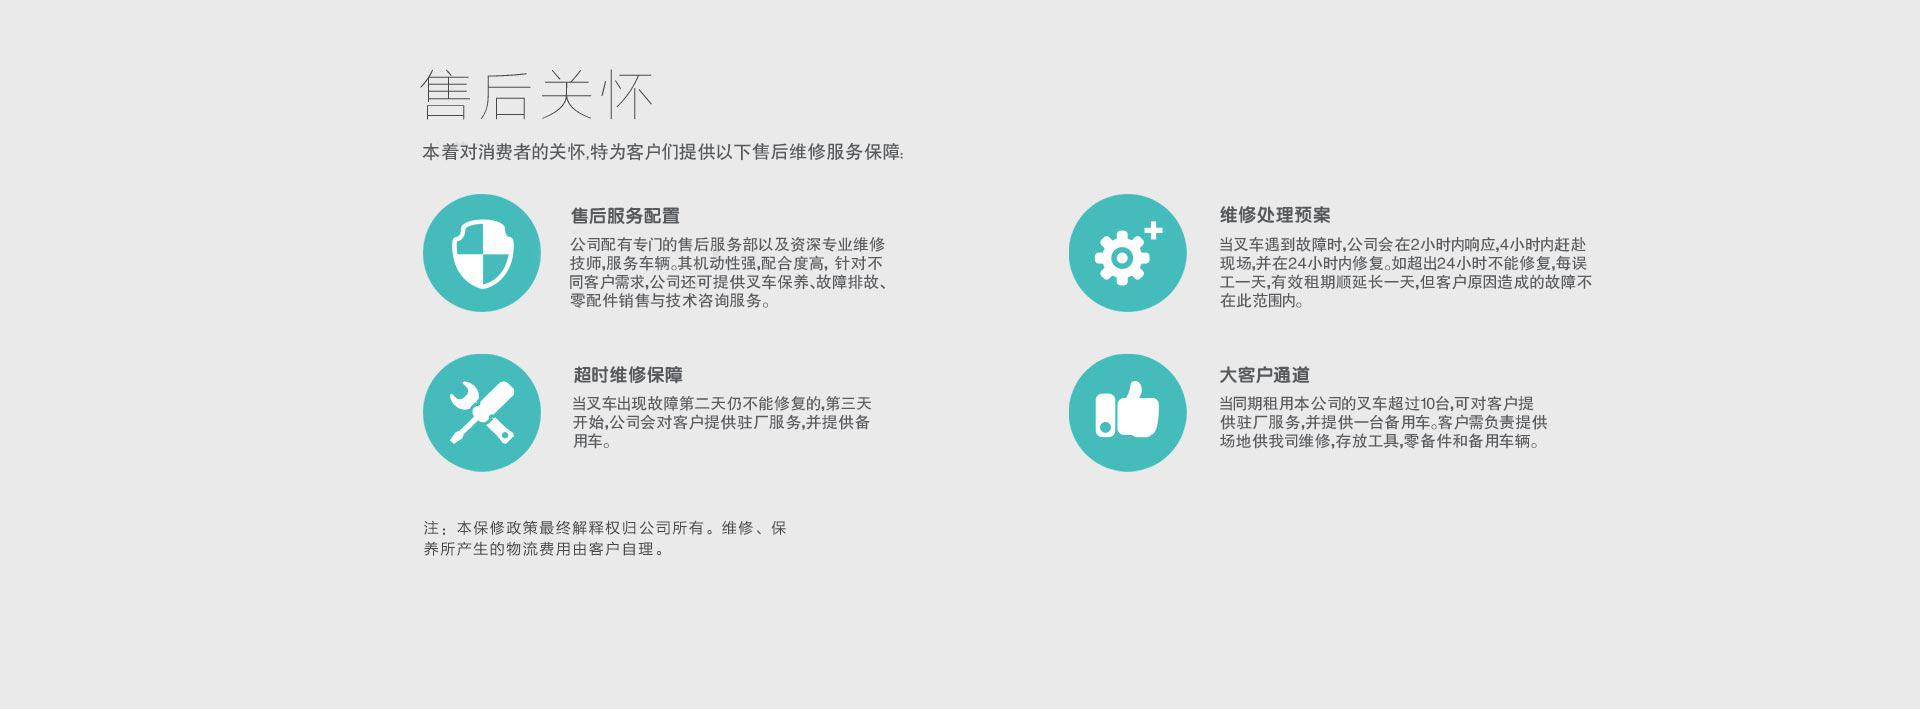 售后关怀
本着对消费者的关怀,特为客户们提供以下售后维修服务保障:
售后服务配置
公司配有专门的售后服务部以及资深专业维修
技师,服务车辆。其机动性强,配合度高, 针对不
同客户需求,公司还可提供叉车保养、故障排故、
零配件销售与技术咨询服务。
维修处理预案
当叉车遇到故障时,公司会在2小时内响应,4小时内赶赴
现场,并在24小时内修复。如超出24小时不能修复,每误
工一天,有效租期顺延长一天,但客户原因造成的故障不
在此范围内。
超时维修保障
当叉车出现故障第二天仍不能修复的,第三天
开始,公司会对客户提供驻厂服务,并提供备
用车。
大客户通道
当同期租用本公司的叉车超过10台,可对客户提
供驻厂服务,并提供一台备用车。客户需负责提供
场地供我司维修,存放工具,零备件和备用车辆。
注：本保修政策最终解释权归公司所有。维修、保
养所产生的物流费用由客户自理。